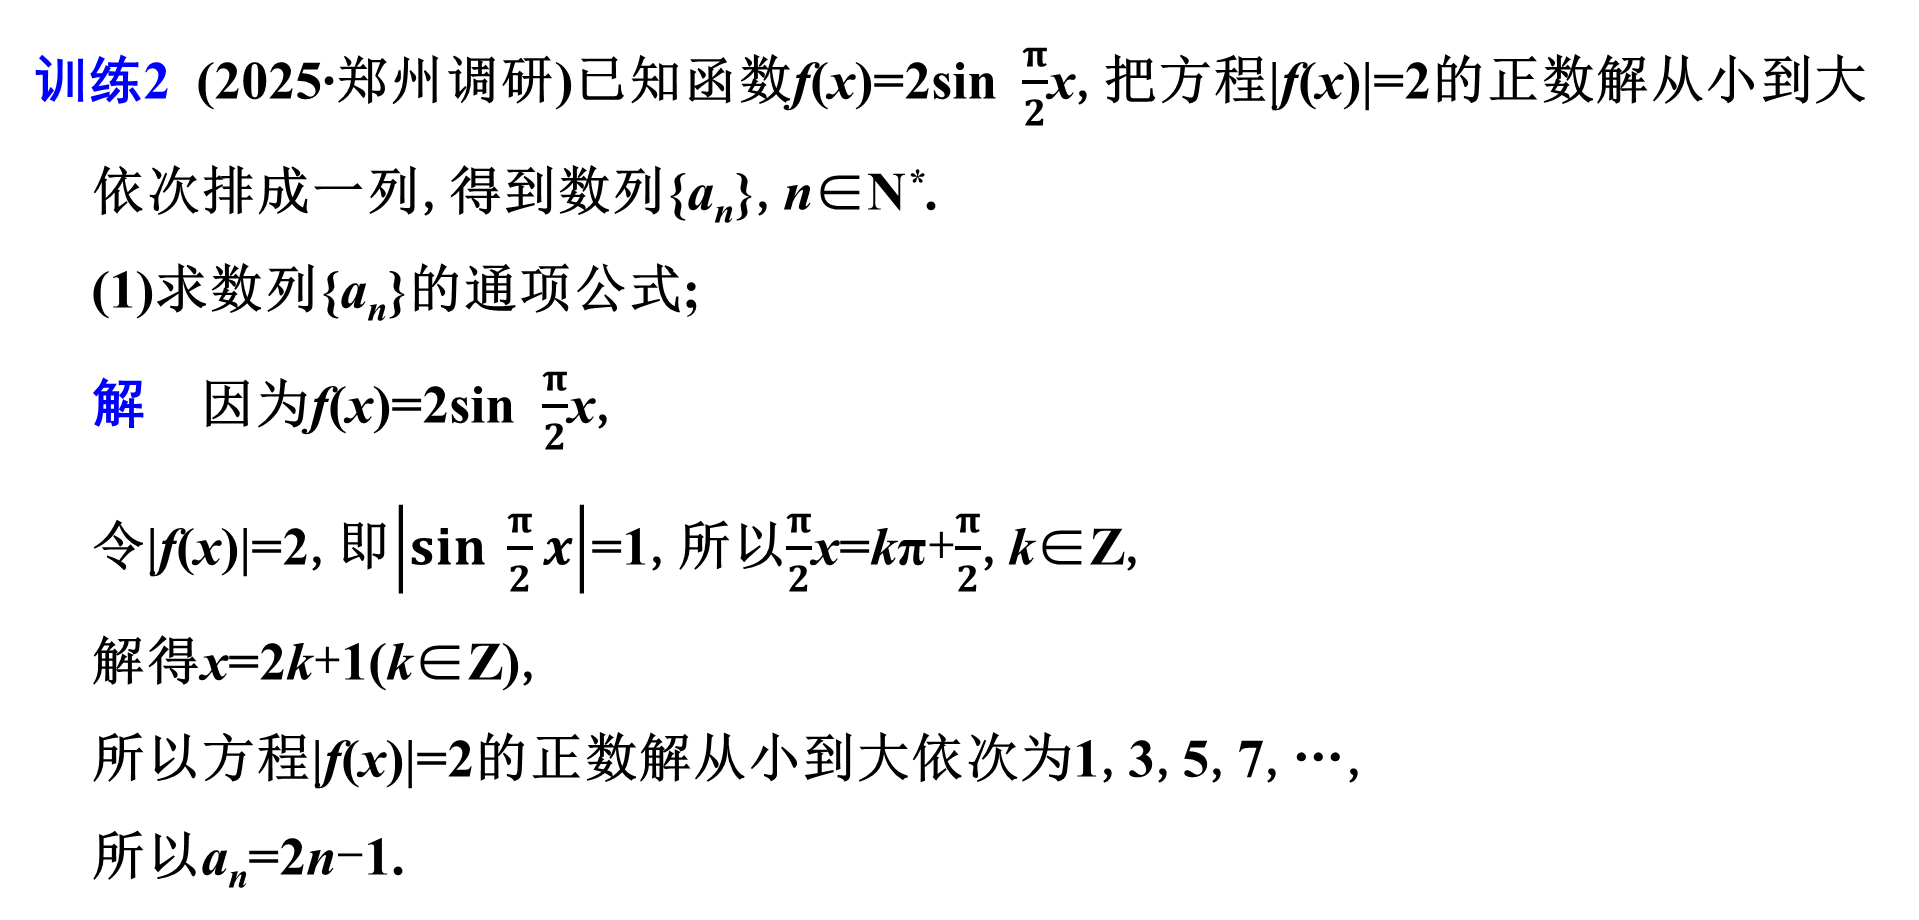 训练2 (2025·郑州调研)已知函数f(x)=2sin π/2 x, 把方程|f(x)|=2的正数解从小到大
依次排成一列, 得到数列{aₙ}, n∈N*.
(1)求数列{aₙ}的通项公式;
解 因为f(x)=2sin π/2 x,
令|f(x)|=2, 即|sin π/2 x|=1, 所以π/2 x=kπ+π/2, k∈Z,
解得x=2k+1(k∈Z),
所以方程|f(x)|=2的正数解从小到大依次为1, 3, 5, 7, …,
所以aₙ=2n−1.